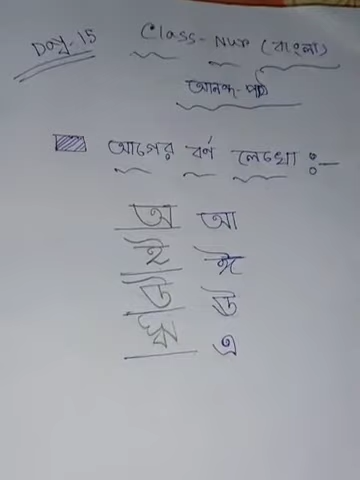 Day-15 Class-Nur (বাংলা)
আনন্দ-পাঠ
আগের বর্ণ লেখো :-
অ আ
ই ঈ
উ ঊ
ঋ এ